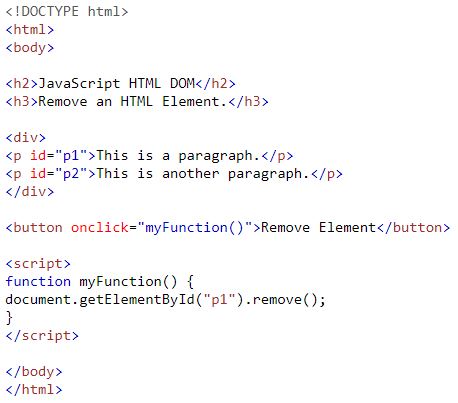 <!DOCTYPE html>
<html>
<body>
<h2>JavaScript HTML DOM</h2>
<h3>Remove an HTML Element.</h3>
<div>
<p id="p1">This is a paragraph.</p>
<p id="p2">This is another paragraph.</p>
</div>
<button onclick="myFunction()">Remove Element</button>
<script>
function myFunction() {
document.getElementById("p1").remove();
}
</script>
</body>
</html>